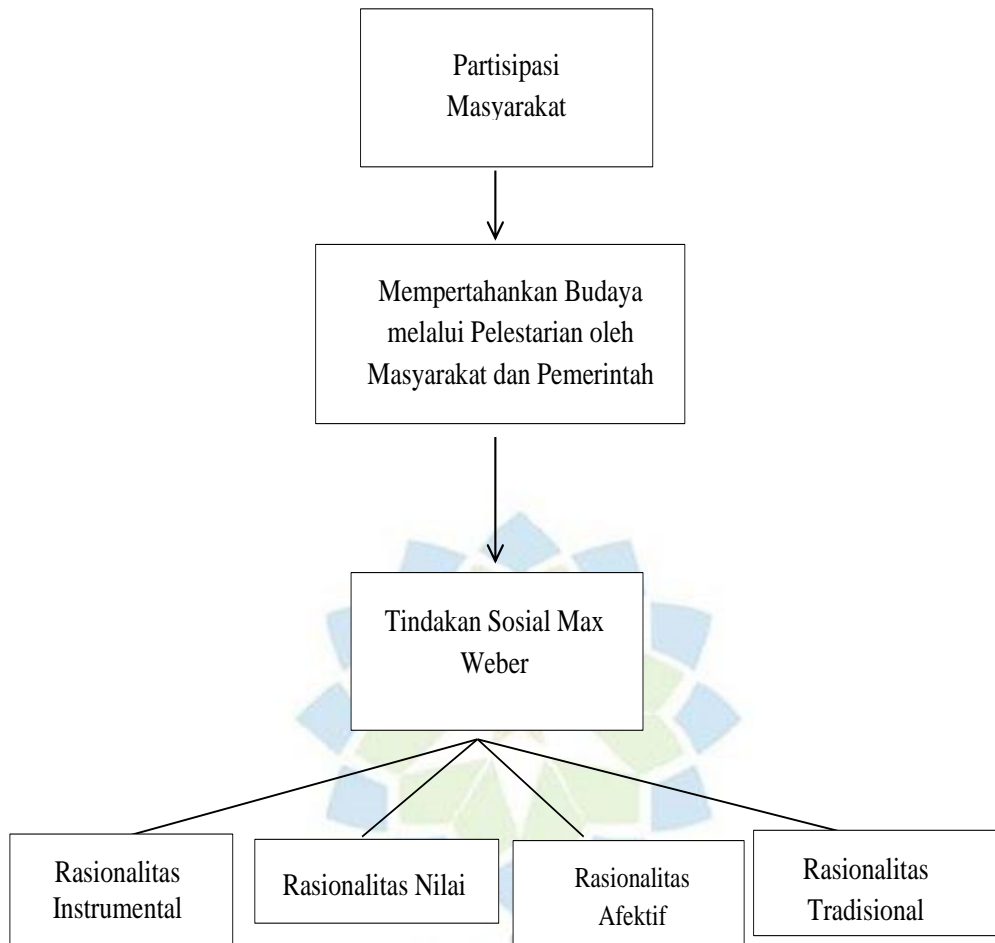 Partisipasi
Masyarakat
Mempertahankan Budaya
melalui Pelestarian oleh
Masyarakat dan Pemerintah
Tindakan Sosial Max
Weber
Rasionalitas
Instrumental
Rasionalitas Nilai
Rasionalitas
Afektif
Rasionalitas
Tradisional